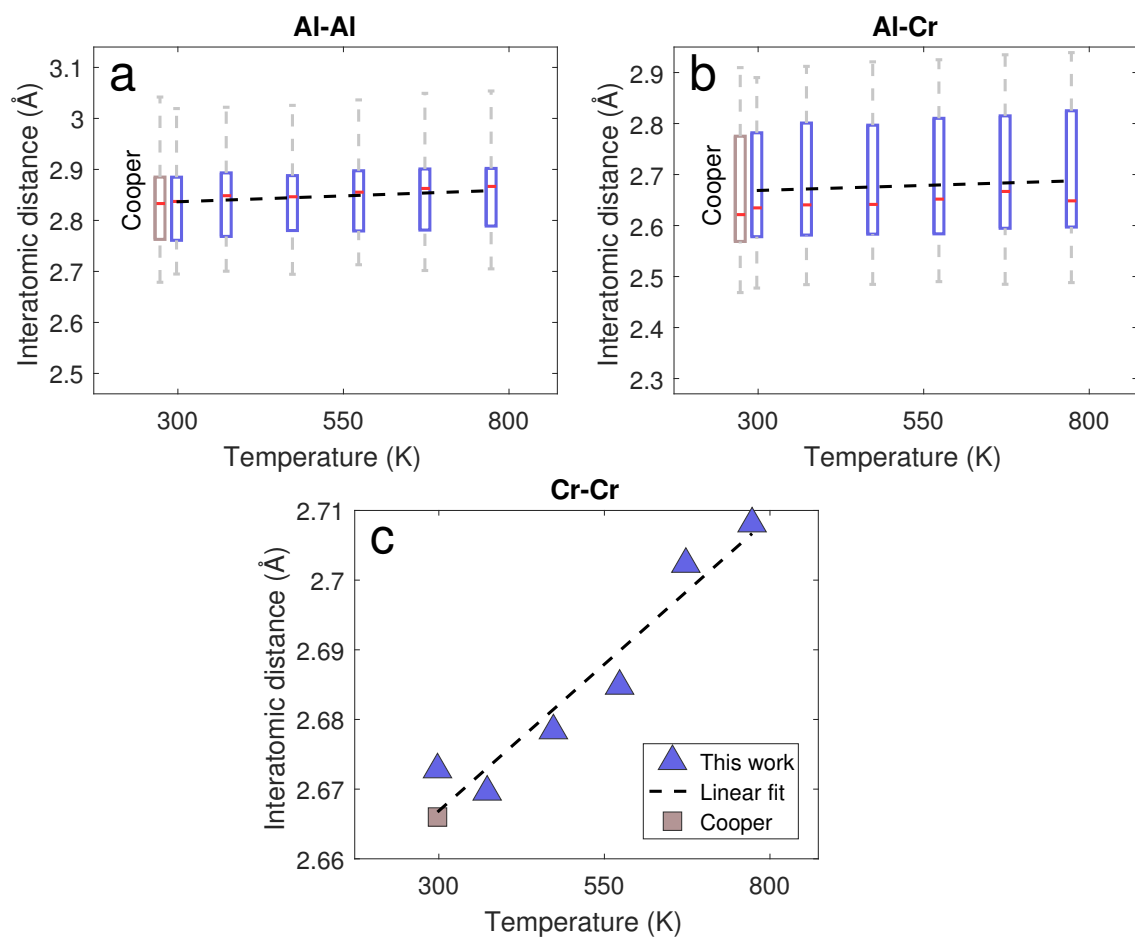 Al-Al
a
3.1
3
2.9
2.8
2.7
2.6
2.5
Interatomic distance (Å)
Cooper
300
550
800
Temperature (K)
Al-Cr
b
2.9
2.8
2.7
2.6
2.5
2.4
2.3
Interatomic distance (Å)
Cooper
300
550
800
Temperature (K)
Cr-Cr
c
2.71
2.7
2.69
2.68
2.67
2.66
Interatomic distance (Å)
This work
Linear fit
Cooper
300
550
800
Temperature (K)